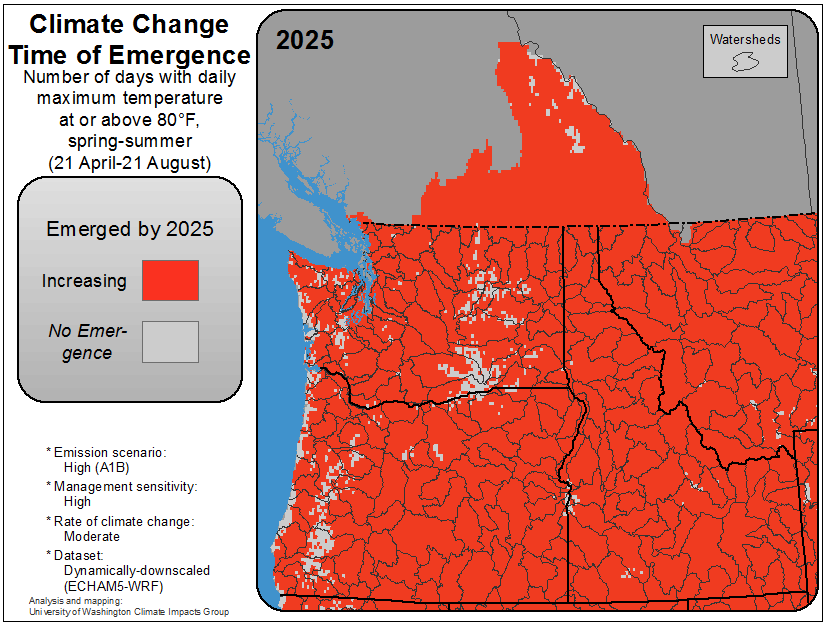 Climate Change
Time of Emergence
Number of days with daily
maximum temperature
at or above 80°F,
spring-summer
(21 April-21 August)
Emerged by 2025
Increasing
No Emer-
gence
* Emission scenario:
High (A1B)
* Management sensitivity:
High
* Rate of climate change:
Moderate
* Dataset:
Dynamically-downscaled
(ECHAM5-WRF)
Analysis and mapping:
University of Washington Climate Impacts Group
2025
Watersheds